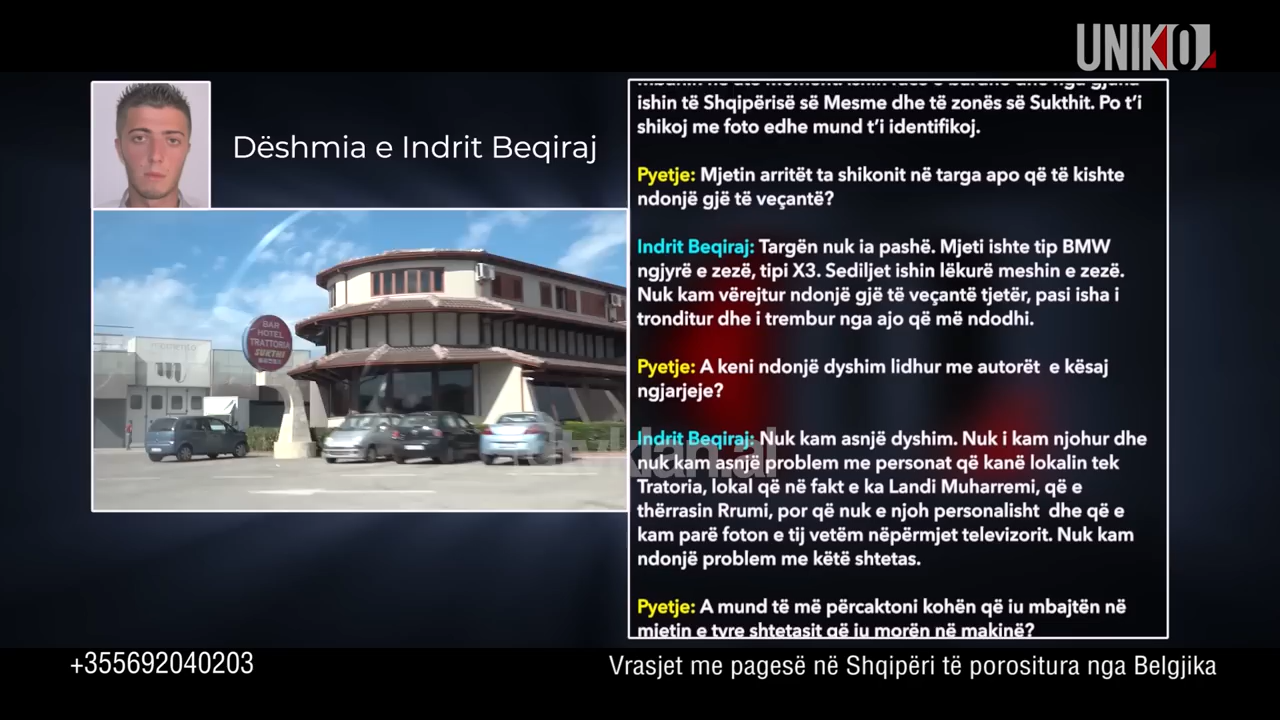 UNIKO
Dëshmia e Indrit Beqiraj
ishin të Shqipërisë së Mesme dhe të zonës së Sukthit. Po t’i
shikoj me foto edhe mund t’i identifikoj.
Pyetje: Mjetin arritët ta shikonit në targa apo që të kishte
ndonjë gjë të veçantë?
Indrit Beqiraj: Targën nuk ia pashë. Mjeti ishte tip BMW
ngjyrë e zezë, tipi X3. Sediljet ishin lëkurë meshin e zezë.
Nuk kam vërejtur ndonjë gjë të veçantë tjetër, pasi isha i
tronditur dhe i trembur nga ajo që më ndodhi.
Pyetje: A keni ndonjë dyshim lidhur me autorët e kësaj
ngjarjeje?
Indrit Beqiraj: Nuk kam asnjë dyshim. Nuk i kam njohur dhe
nuk kam asnjë problem me personat që kanë lokalin tek
Tratoria, lokal që në fakt e ka Landi Muharremi, që e
thërrasin Rrumi, por që nuk e njoh personalisht dhe që e
kam parë foton e tij vetëm nëpërmjet televizorit. Nuk kam
ndonjë problem me këtë shtetas.
Pyetje: A mund të më përcaktoni kohën që iu mbajtën në
mjetin e tyre shtetasit që iu morën në makinë?
BAR
HOTEL
TRATTORIA
SUKTHI
tvklan.al
+355692040203
Vrasjet me pagesë në Shqipëri të porositura nga Belgjika